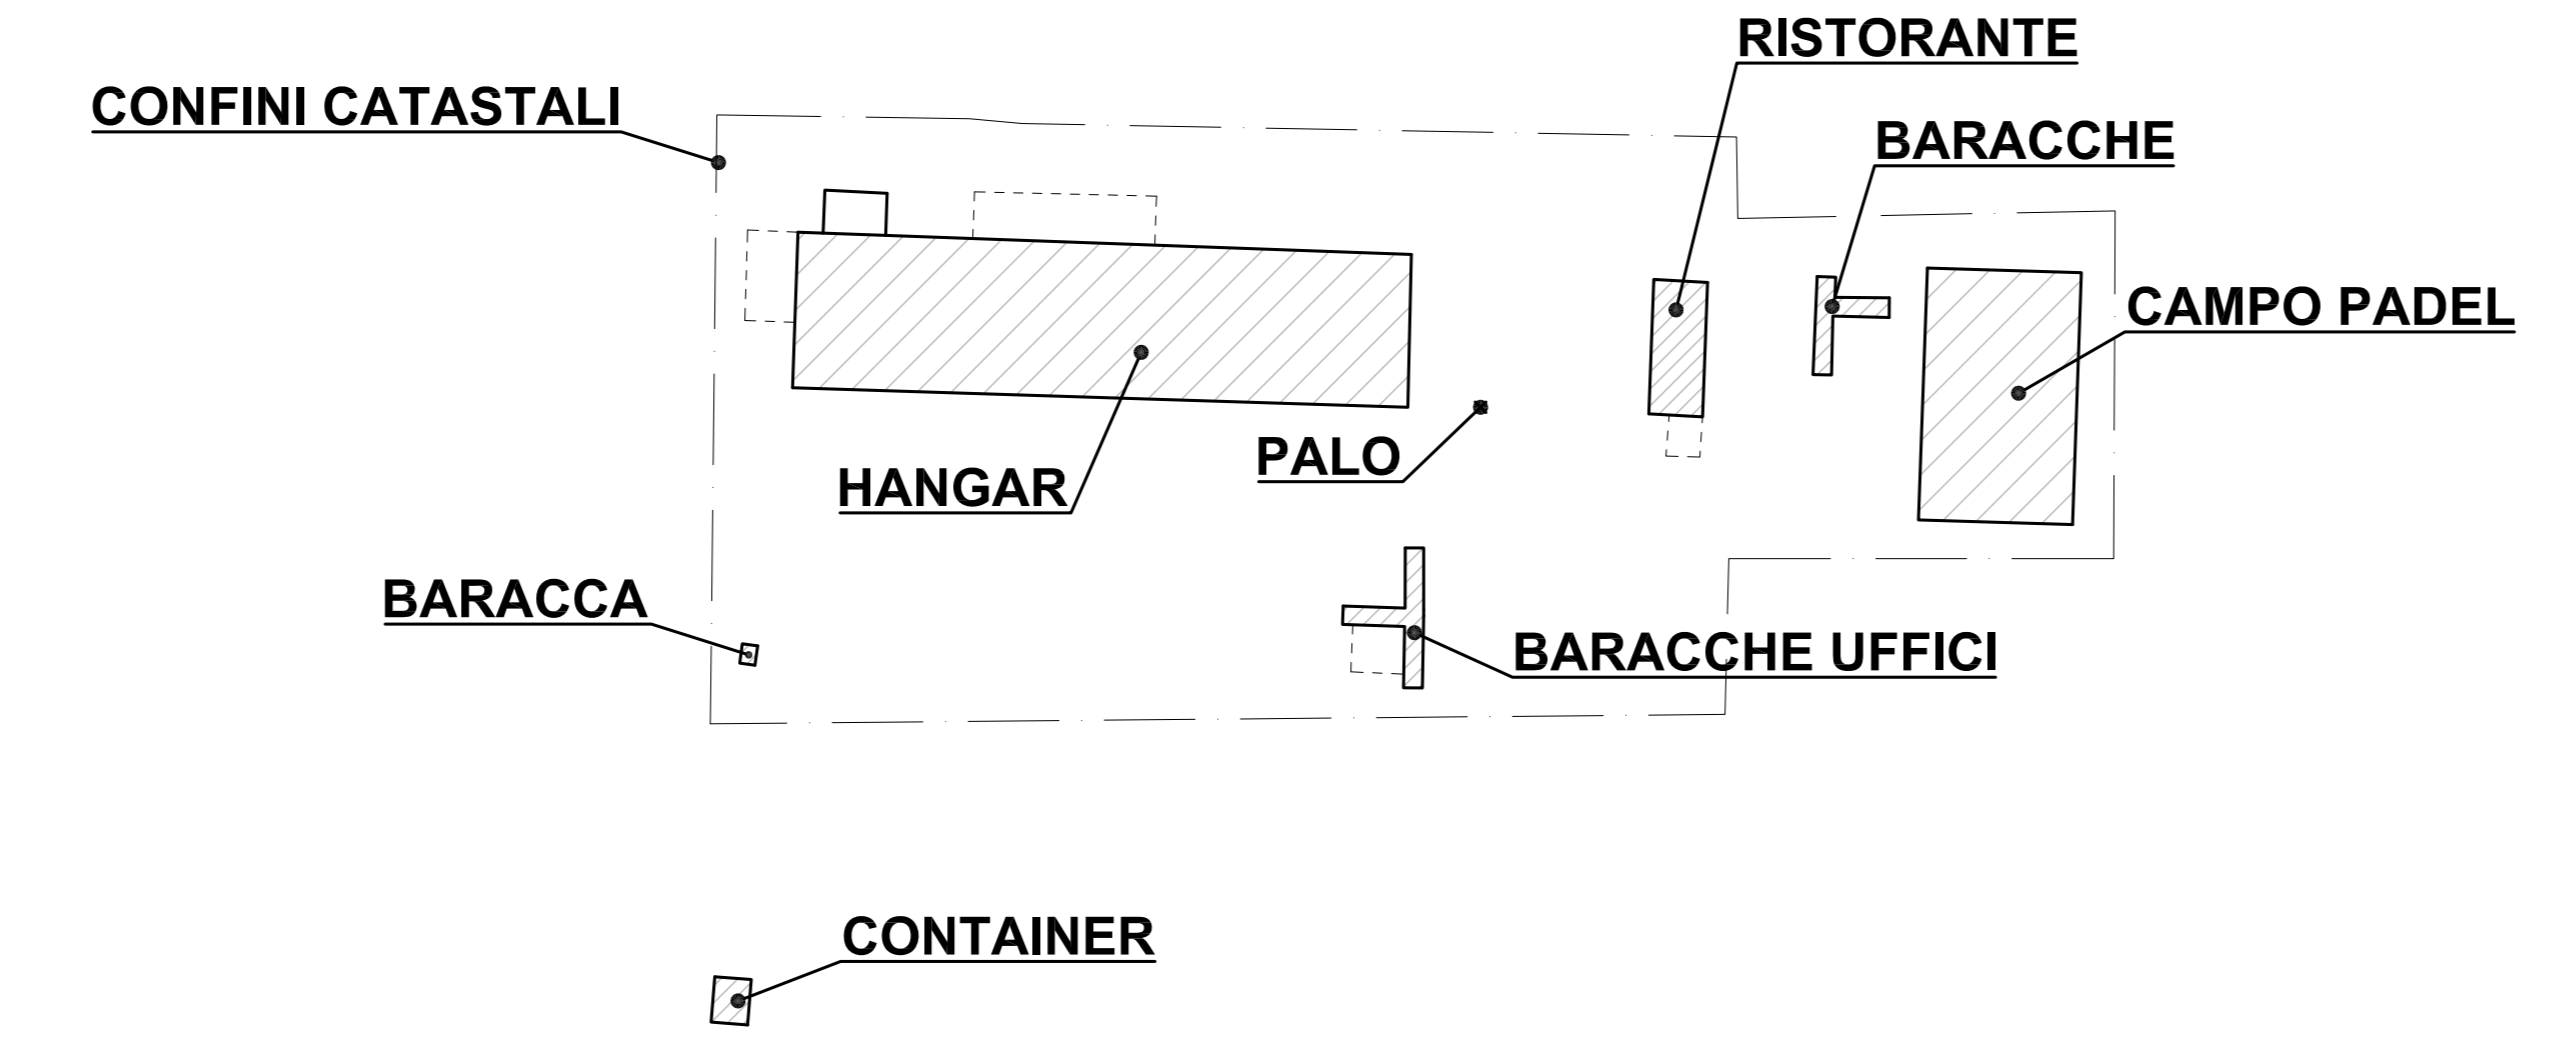 RISTORANTE
CONFINI CATASTALI
BARACCHE
CAMPO PADEL
PALO
HANGAR
BARACCA
BARACCHE UFFICI
CONTAINER